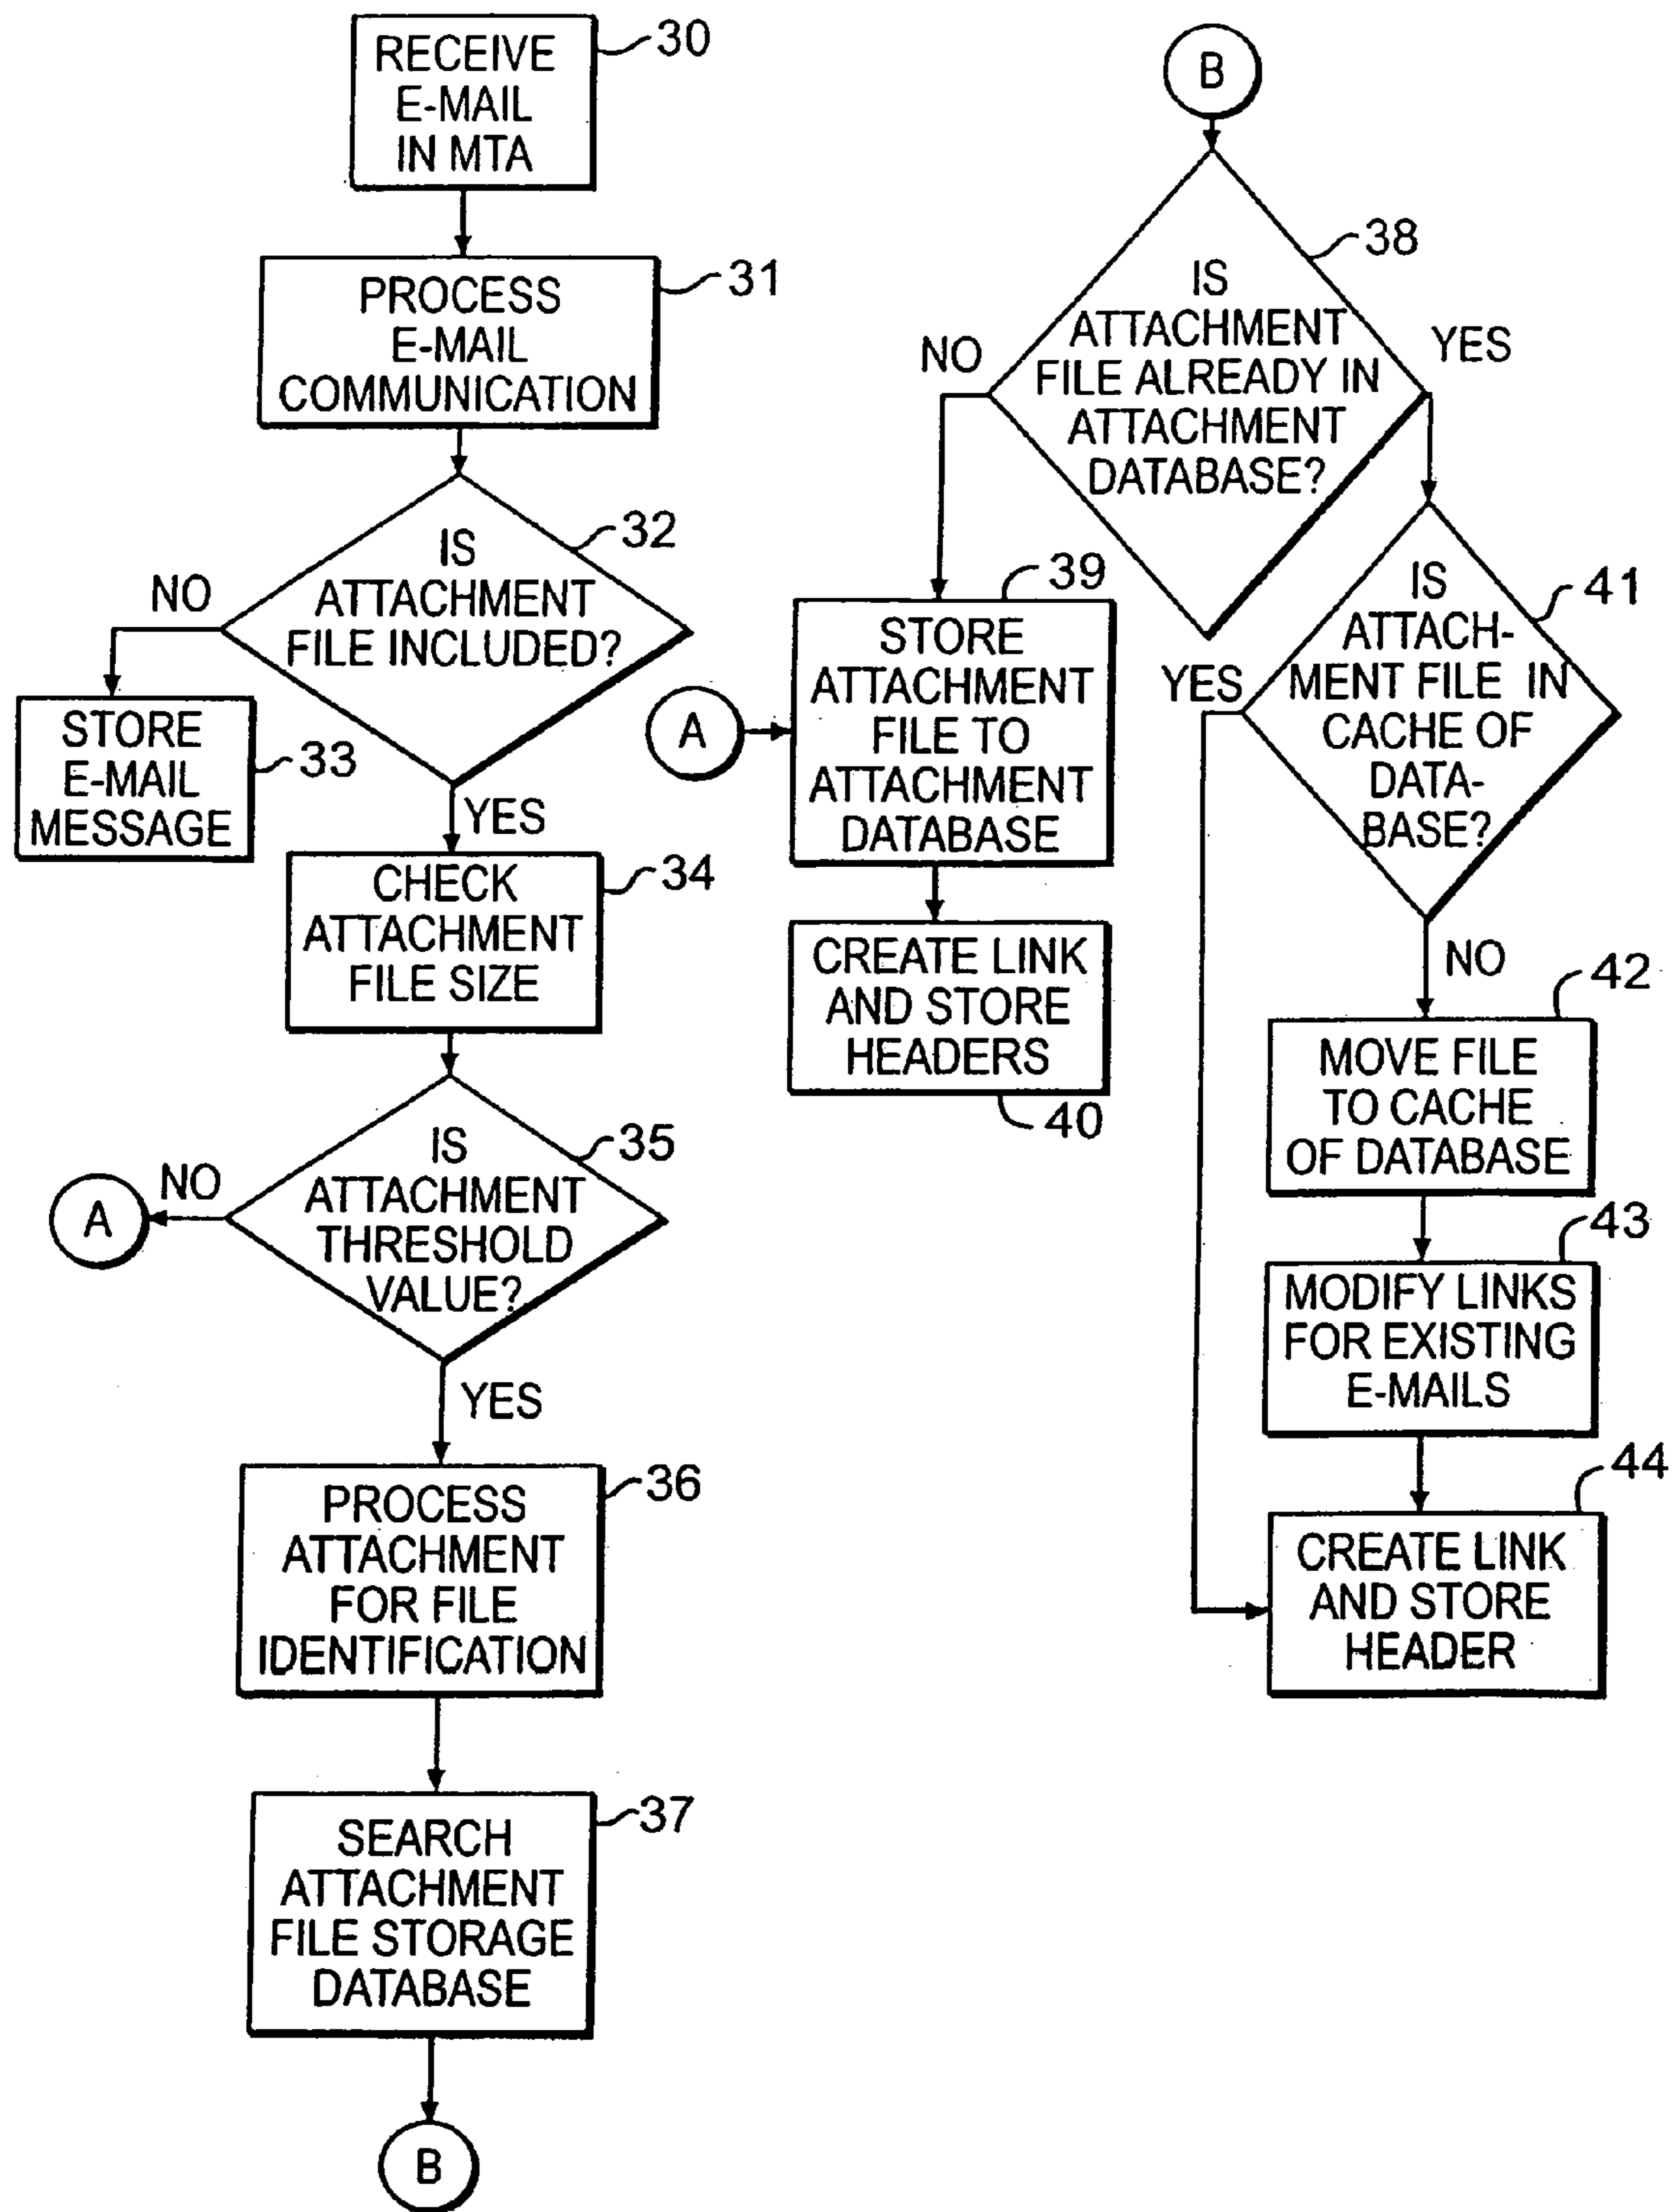 RECEIVE
E-MAIL
IN MTA
30
PROCESS
E-MAIL
COMMUNICATION
31
IS
ATTACHMENT
FILE INCLUDED?
32
NO
STORE
E-MAIL
MESSAGE
33
YES
CHECK
ATTACHMENT
FILE SIZE
34
IS
ATTACHMENT
THRESHOLD
VALUE?
35
NO
A
YES
PROCESS
ATTACHMENT
FOR FILE
IDENTIFICATION
36
SEARCH
ATTACHMENT
FILE STORAGE
DATABASE
37
B
B
IS
ATTACHMENT
FILE ALREADY IN
ATTACHMENT
DATABASE?
38
NO
YES
A
STORE
ATTACHMENT
FILE TO
ATTACHMENT
DATABASE
39
CREATE LINK
AND STORE
HEADERS
40
IS
ATTACH-
MENT FILE IN
CACHE OF
DATA-
BASE?
41
YES
NO
MOVE FILE
TO CACHE
OF DATABASE
42
MODIFY LINKS
FOR EXISTING
E-MAILS
43
CREATE LINK
AND STORE
HEADER
44